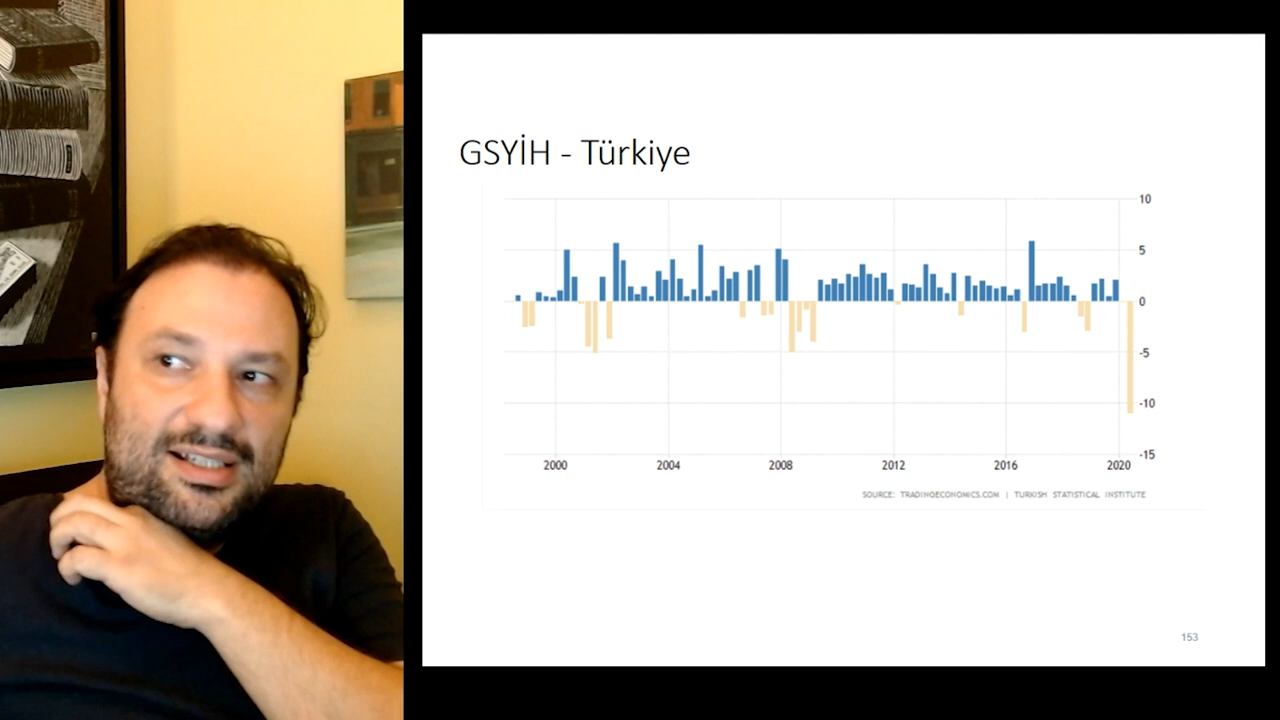 GSYİH - Türkiye
10
5
0
-5
-10
-15
2000 2004 2008 2012 2016 2020
SOURCE: TRADINGECONOMICS.COM | TURKISH STATISTICAL INSTITUTE
153